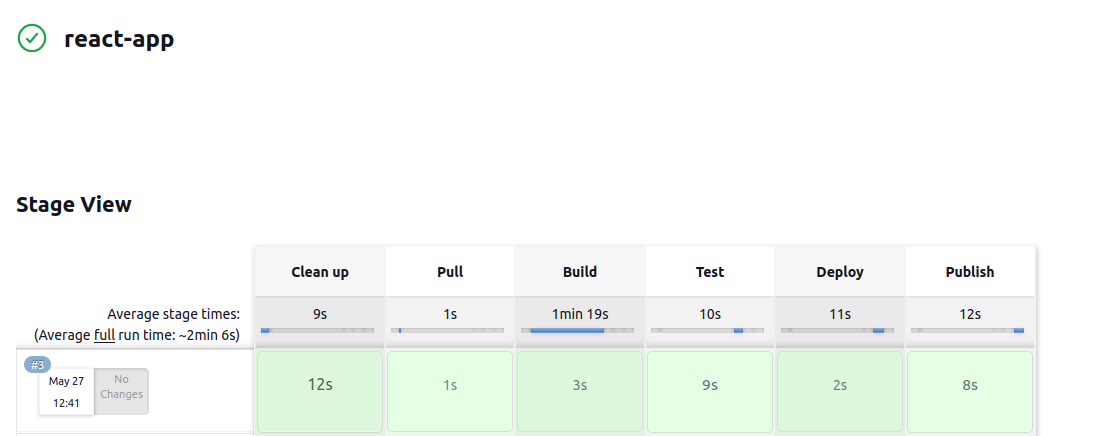 react-app
Stage View
Clean up Pull Build Test Deploy Publish
Average stage times: 9s 1s 1min 19s 10s 11s 12s
(Average full run time: ~2min 6s)
#3
May 27 No
12:41 Changes
12s 1s 3s 9s 2s 8s